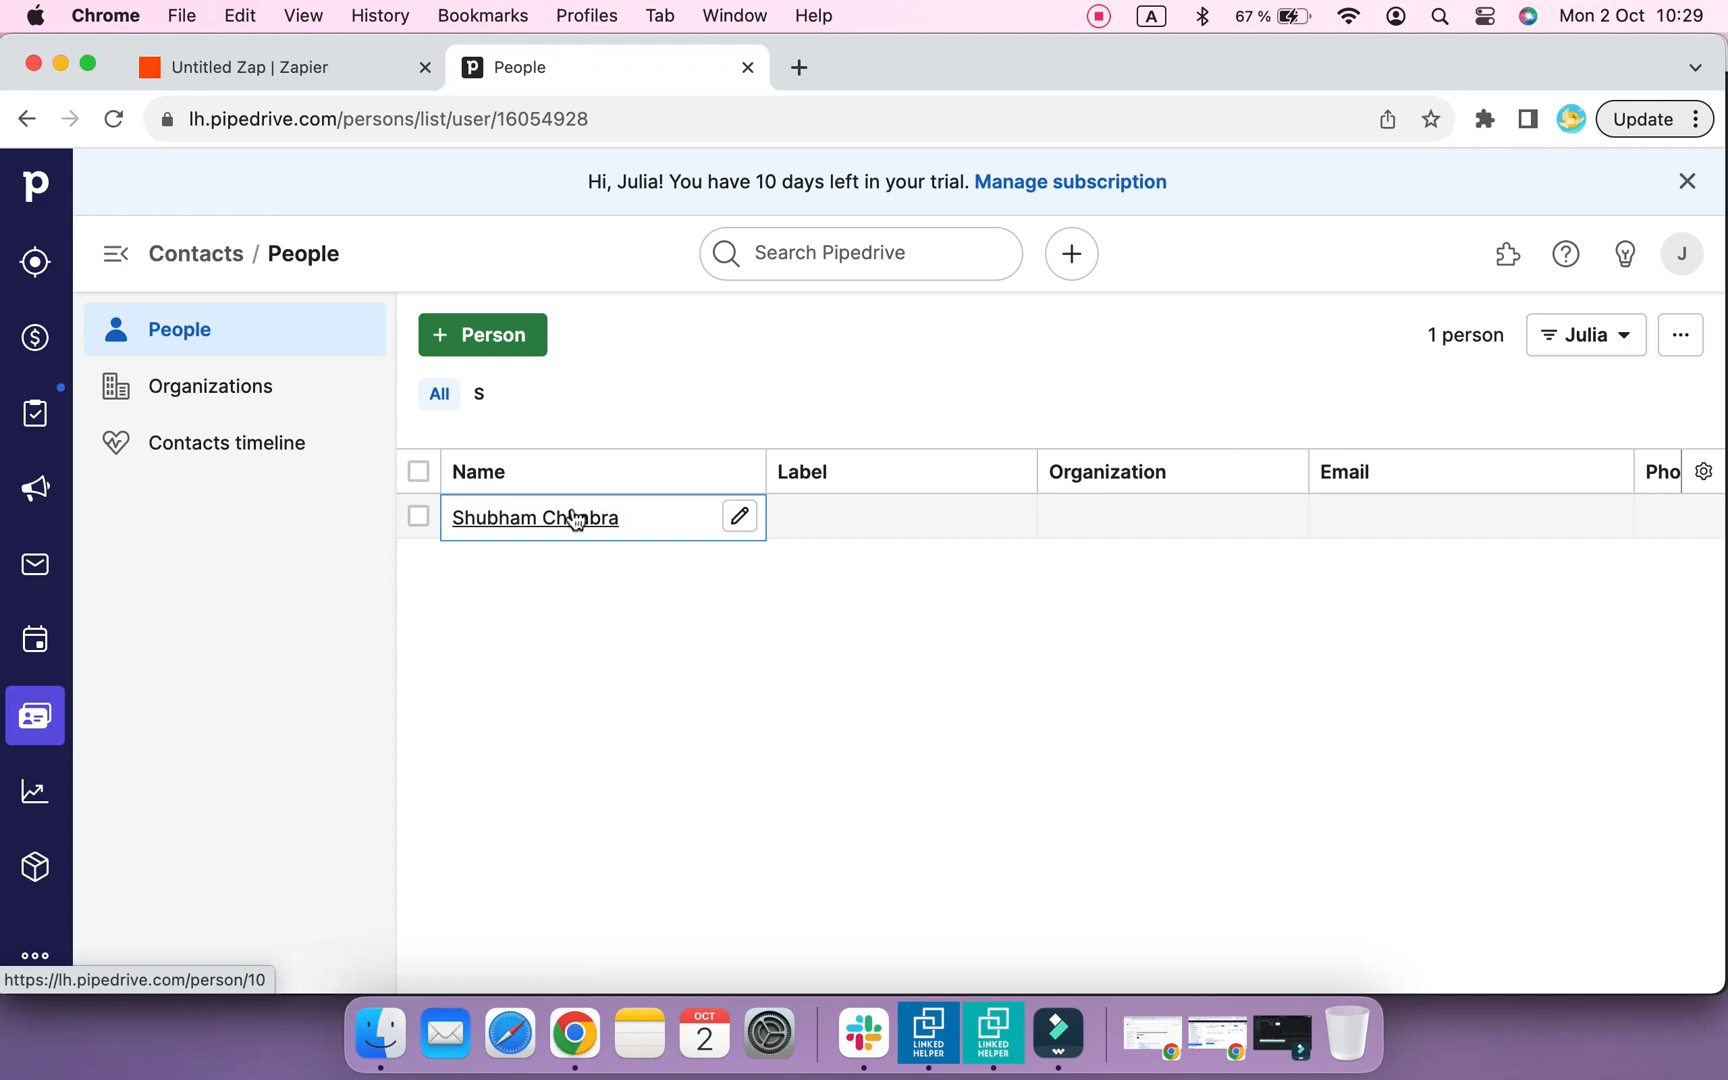 Chrome File Edit View History Bookmarks Profiles Tab Window Help A 67 % Mon 2 Oct 10:29
Untitled Zap | Zapier People
lh.pipedrive.com/persons/list/user/16054928 Update
Hi, Julia! You have 10 days left in your trial. Manage subscription
Contacts / People Search Pipedrive J
People
Organizations
Contacts timeline
+ Person 1 person Julia
All S
Name Label Organization Email Pho
Shubham
https://lh.pipedrive.com/person/10
OCT
2
LINKED
HELPER
LINKED
HELPER